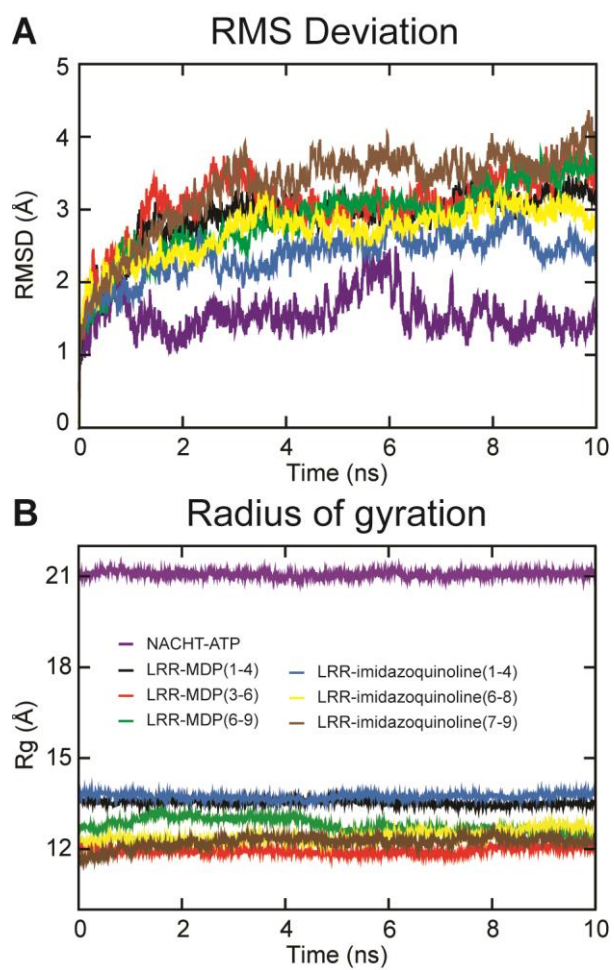 A RMS Deviation
5
4
3
2
1
0
RMSD (Å)
0 2 4 6 8 10
Time (ns)
B Radius of gyration
21
18
15
12
Rg (Å)
NACHT-ATP
LRR-MDP(1-4)
LRR-MDP(3-6)
LRR-MDP(6-9)
LRR-imidazoquinoline(1-4)
LRR-imidazoquinoline(6-8)
LRR-imidazoquinoline(7-9)
0 2 4 6 8 10
Time (ns)